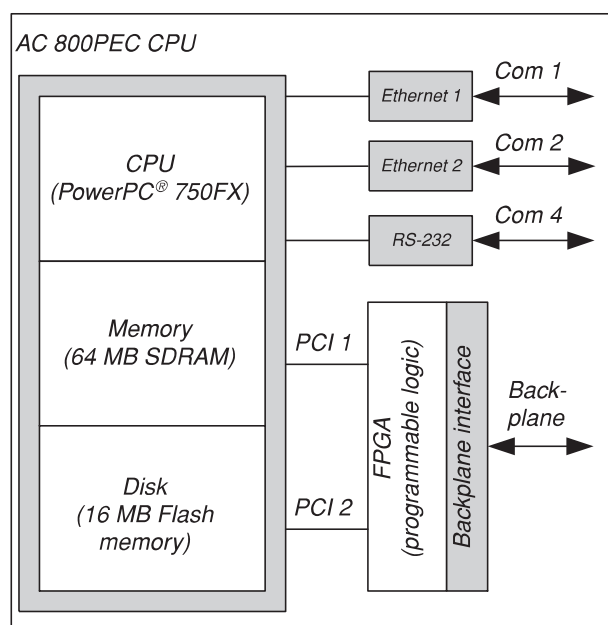 AC 800PEC CPU
CPU
(PowerPC® 750FX)
Memory
(64 MB SDRAM)
Disk
(16 MB Flash
memory)
Ethernet 1
Com 1
Ethernet 2
Com 2
RS-232
Com 4
PCI 1
PCI 2
FPGA
(programmable logic)
Backplane interface
Back-
plane